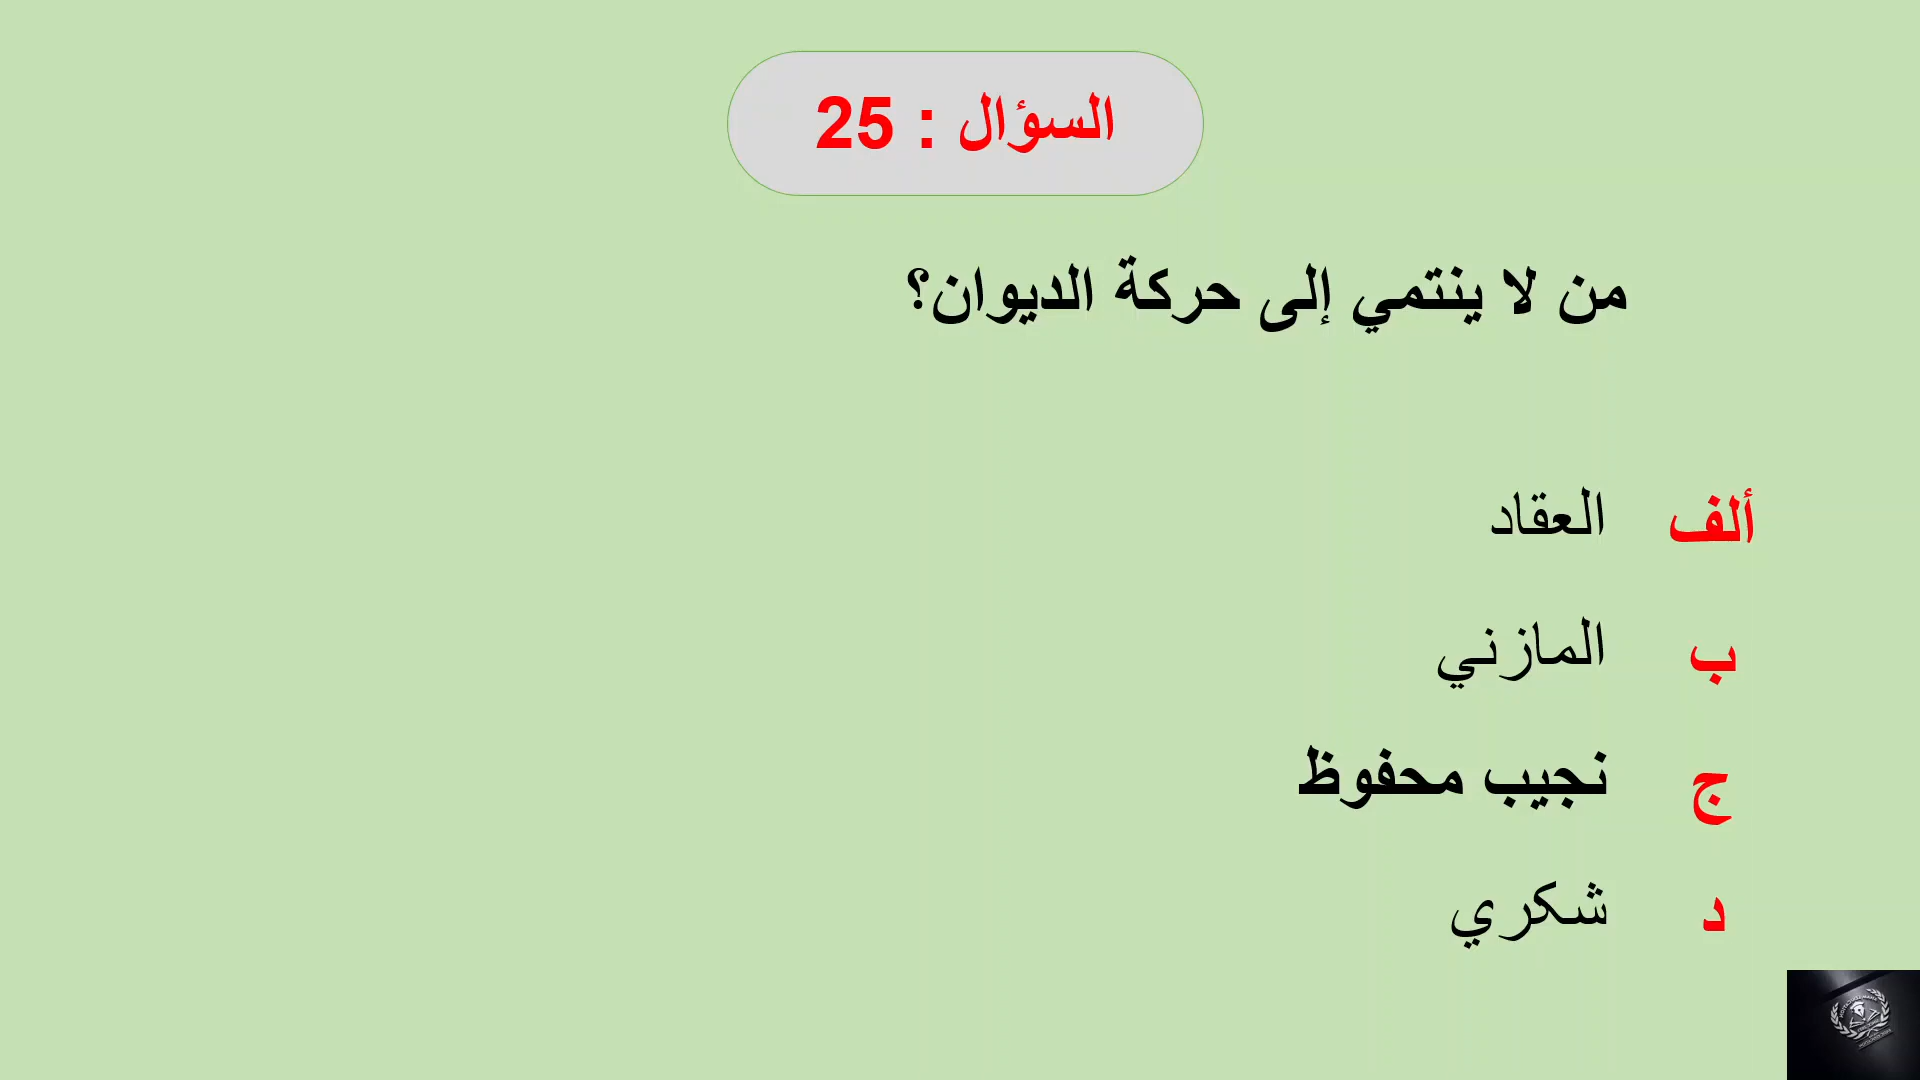 السؤال : 25
من لا ينتمي إلى حركة الديوان؟
ألف العقاد
ب المازني
ج نجيب محفوظ
د شكري